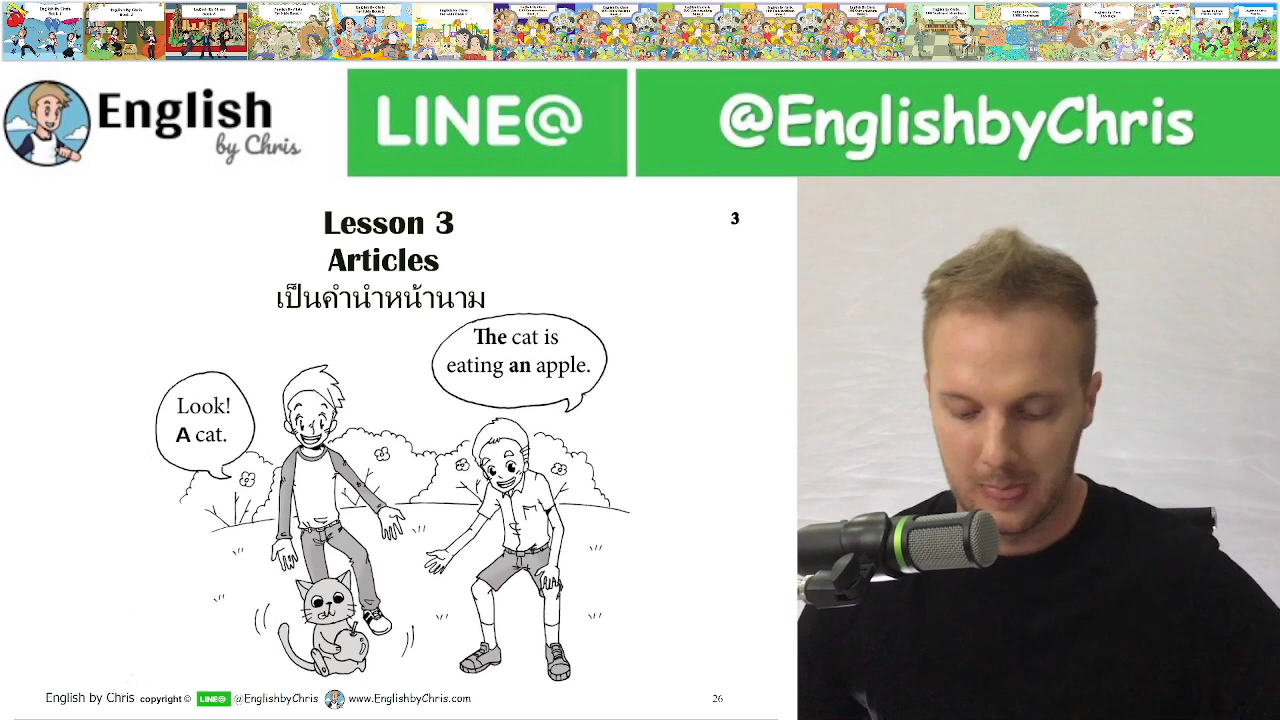 English
by Chris
LINE@
@EnglishbyChris
Lesson 3
3
Articles
เป็นคำนำหน้านาม
The cat is
eating an apple.
Look!
A cat.
English by Chris copyright © LINE@ @EnglishbyChris www.EnglishbyChris.com
26